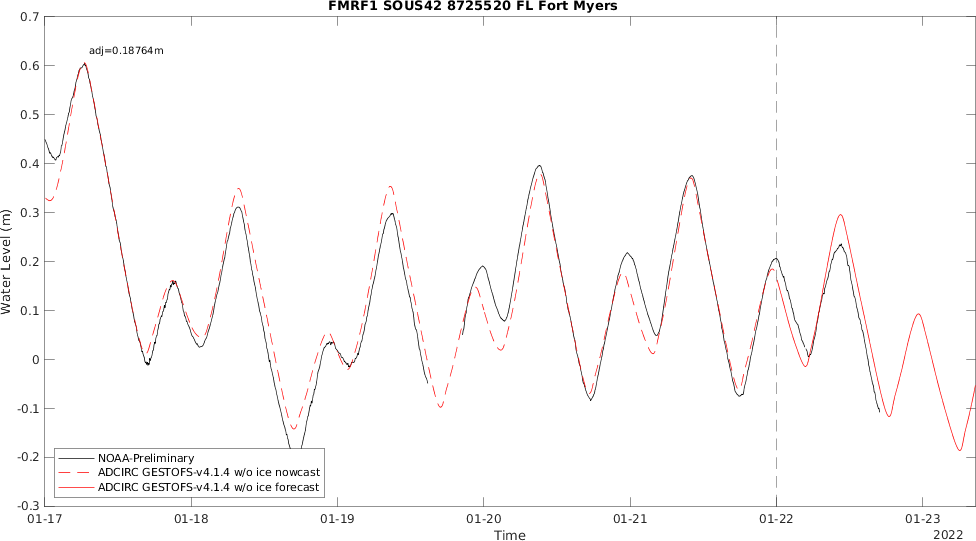 FMRF1 SOUS42 8725520 FL Fort Myers
0.7
adj=0.18764m
0.6
0.5
0.4
0.3
0.2
0.1
0
-0.1
-0.2
-0.3
Water Level (m)
NOAA-Preliminary
ADCIRC GESTOFS-v4.1.4 w/o ice nowcast
ADCIRC GESTOFS-v4.1.4 w/o ice forecast
01-17 01-18 01-19 01-20 01-21 01-22 01-23
Time
2022